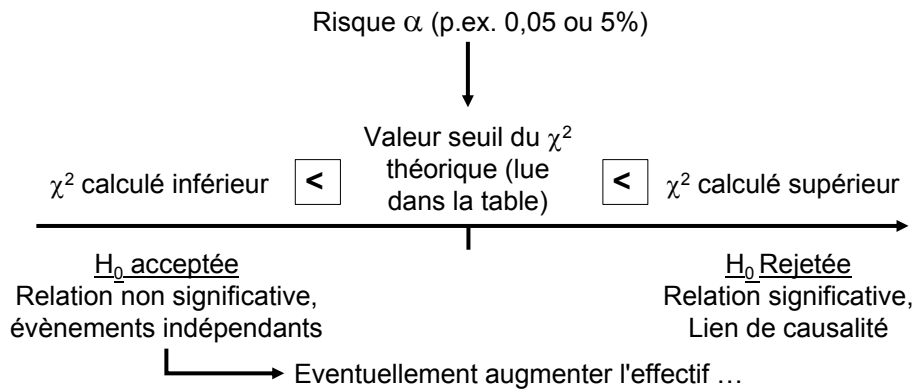 Risque α (p.ex. 0,05 ou 5%)
Valeur seuil du χ²
théorique (lue
dans la table)
χ² calculé inférieur
<
<
χ² calculé supérieur
H0 acceptée
Relation non significative,
évènements indépendants
H0 Rejetée
Relation significative,
Lien de causalité
Eventuellement augmenter l'effectif ...